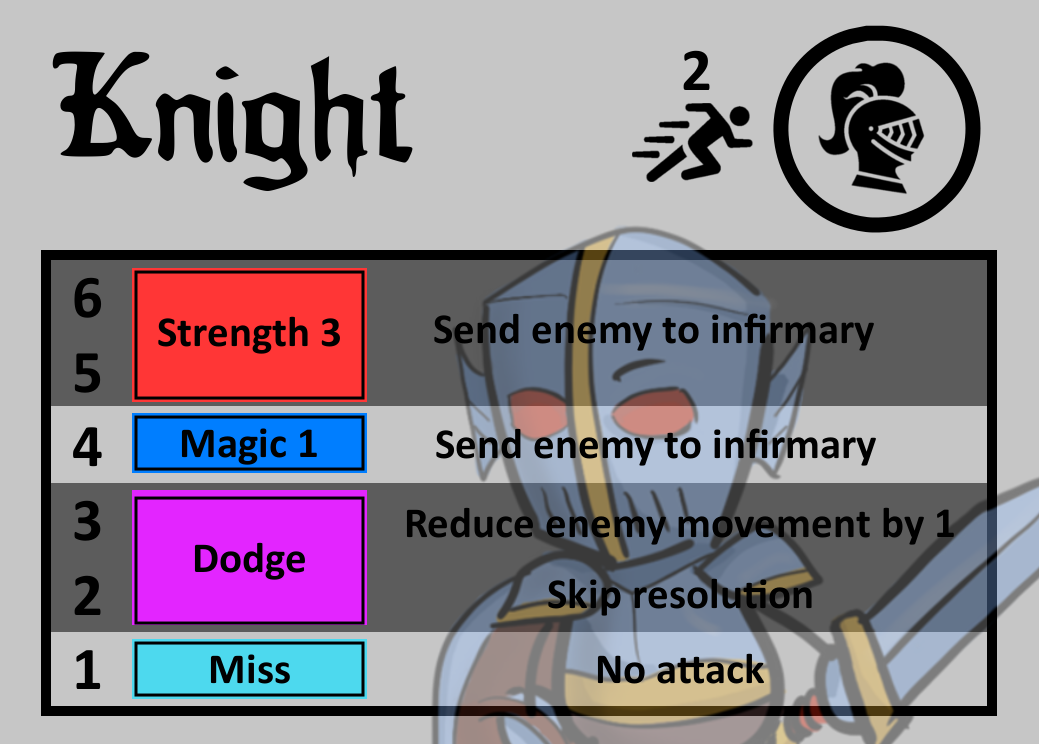 Knight
2
6
5
Strength 3
Send enemy to infirmary
4
Magic 1
Send enemy to infirmary
3
2
Dodge
Reduce enemy movement by 1
Skip resolution
1
Miss
No attack